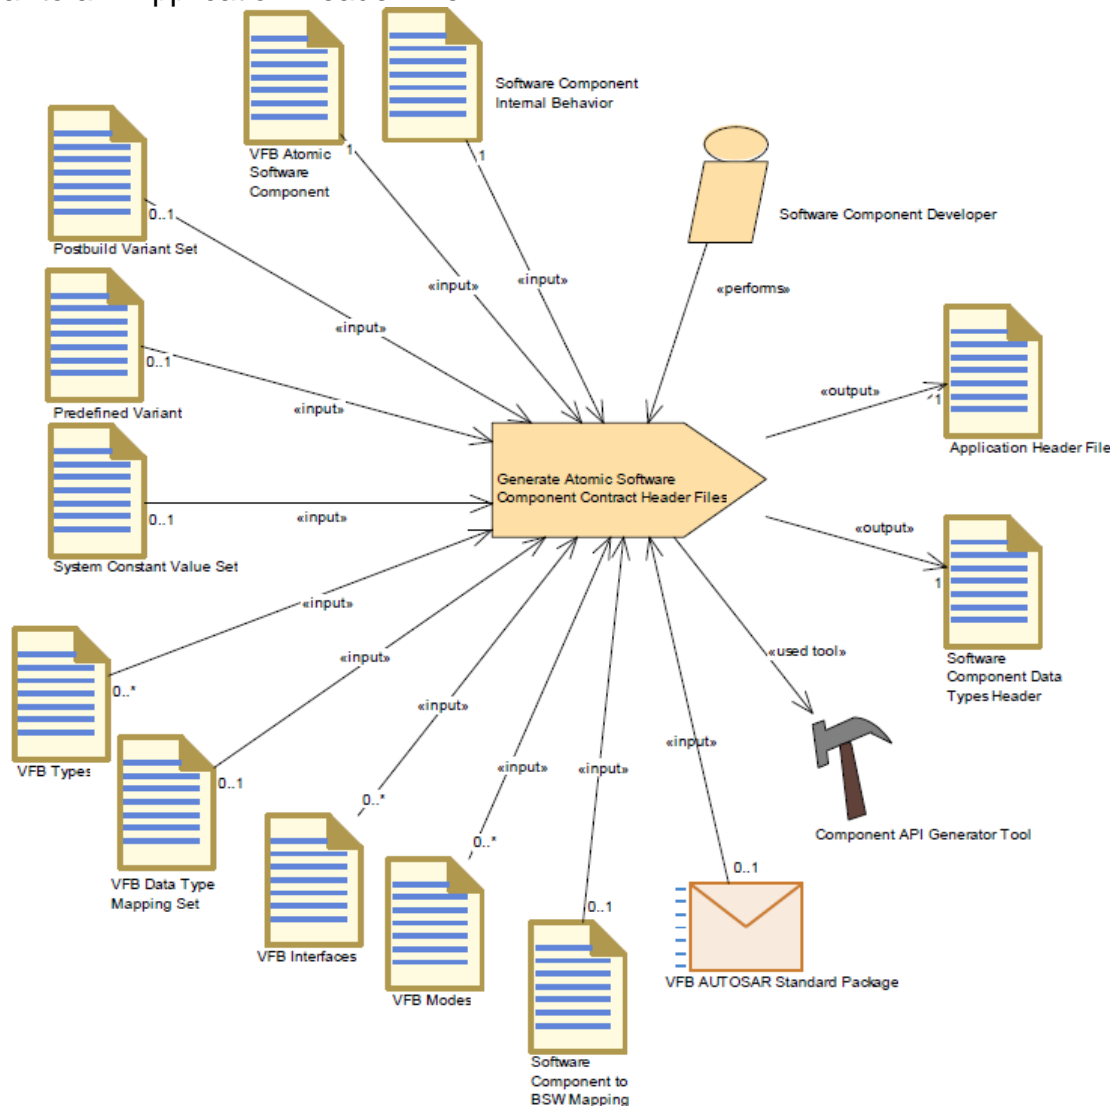 Software Component
Internal Behavior
VFB Atomic
Software
Component
1
1
Software Component Developer
0..1
Postbuild Variant Set
«input»
«input»
«performs»
«input»
0..1
Predefined Variant
«input»
«output»
1
Application Header File
Generate Atomic Software
Component Contract Header Files
«input»
0..1
System Constant Value Set
«output»
1
Software
Component Data
Types Header
«input»
0..*
VFB Types
«input»
0..1
VFB Data Type
Mapping Set
«input»
0..*
VFB Interfaces
«input»
0..*
VFB Modes
«input»
0..1
Software
Component to
BSW Mapping
«input»
0..1
VFB AUTOSAR Standard Package
«used tool»
Component API Generator Tool